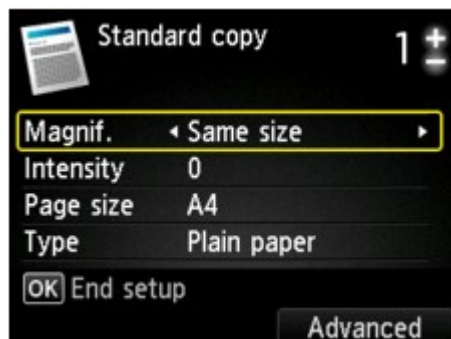 Standard copy 1
Magnif. Same size
Intensity 0
Page size A4
Type Plain paper
OK End setup
Advanced